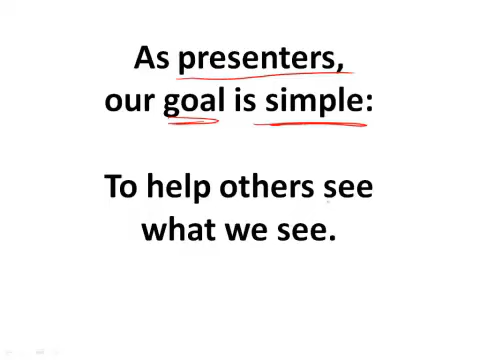 As presenters,
our goal is simple:
To help others see
what we see.